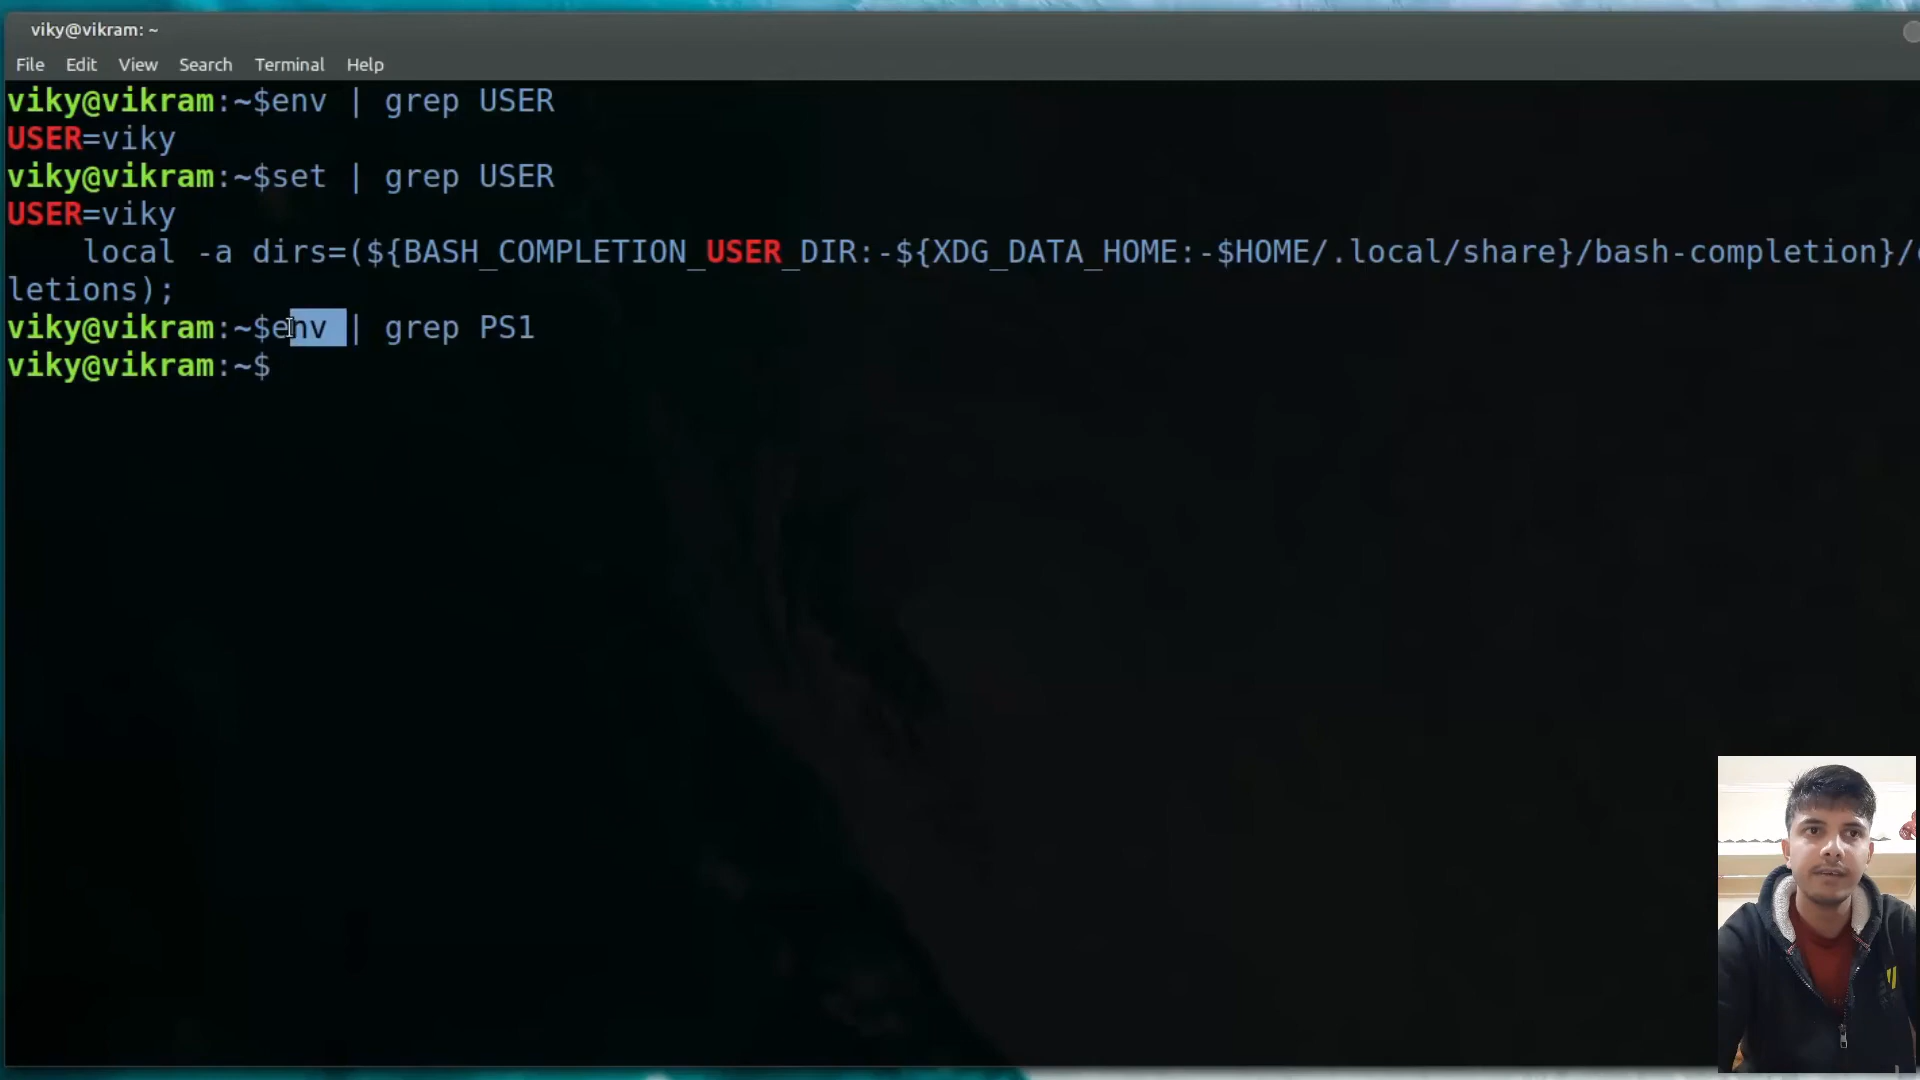 viky@vikram: ~
File Edit View Search Terminal Help
viky@vikram:~$env | grep USER
USER=viky
viky@vikram:~$set | grep USER
USER=viky
    local -a dirs=(${BASH_COMPLETION_USER_DIR:-${XDG_DATA_HOME:-$HOME/.local/share}/bash-completion}/
letions);
viky@vikram:~$env | grep PS1
viky@vikram:~$